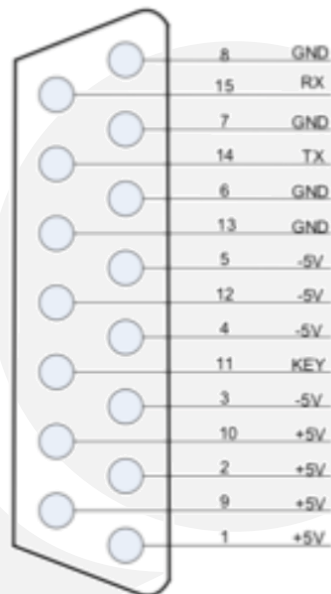 8 GND
15 RX
7 GND
14 TX
6 GND
13 GND
5 -5V
12 -5V
4 -5V
11 KEY
3 -5V
10 +5V
2 +5V
9 +5V
1 +5V